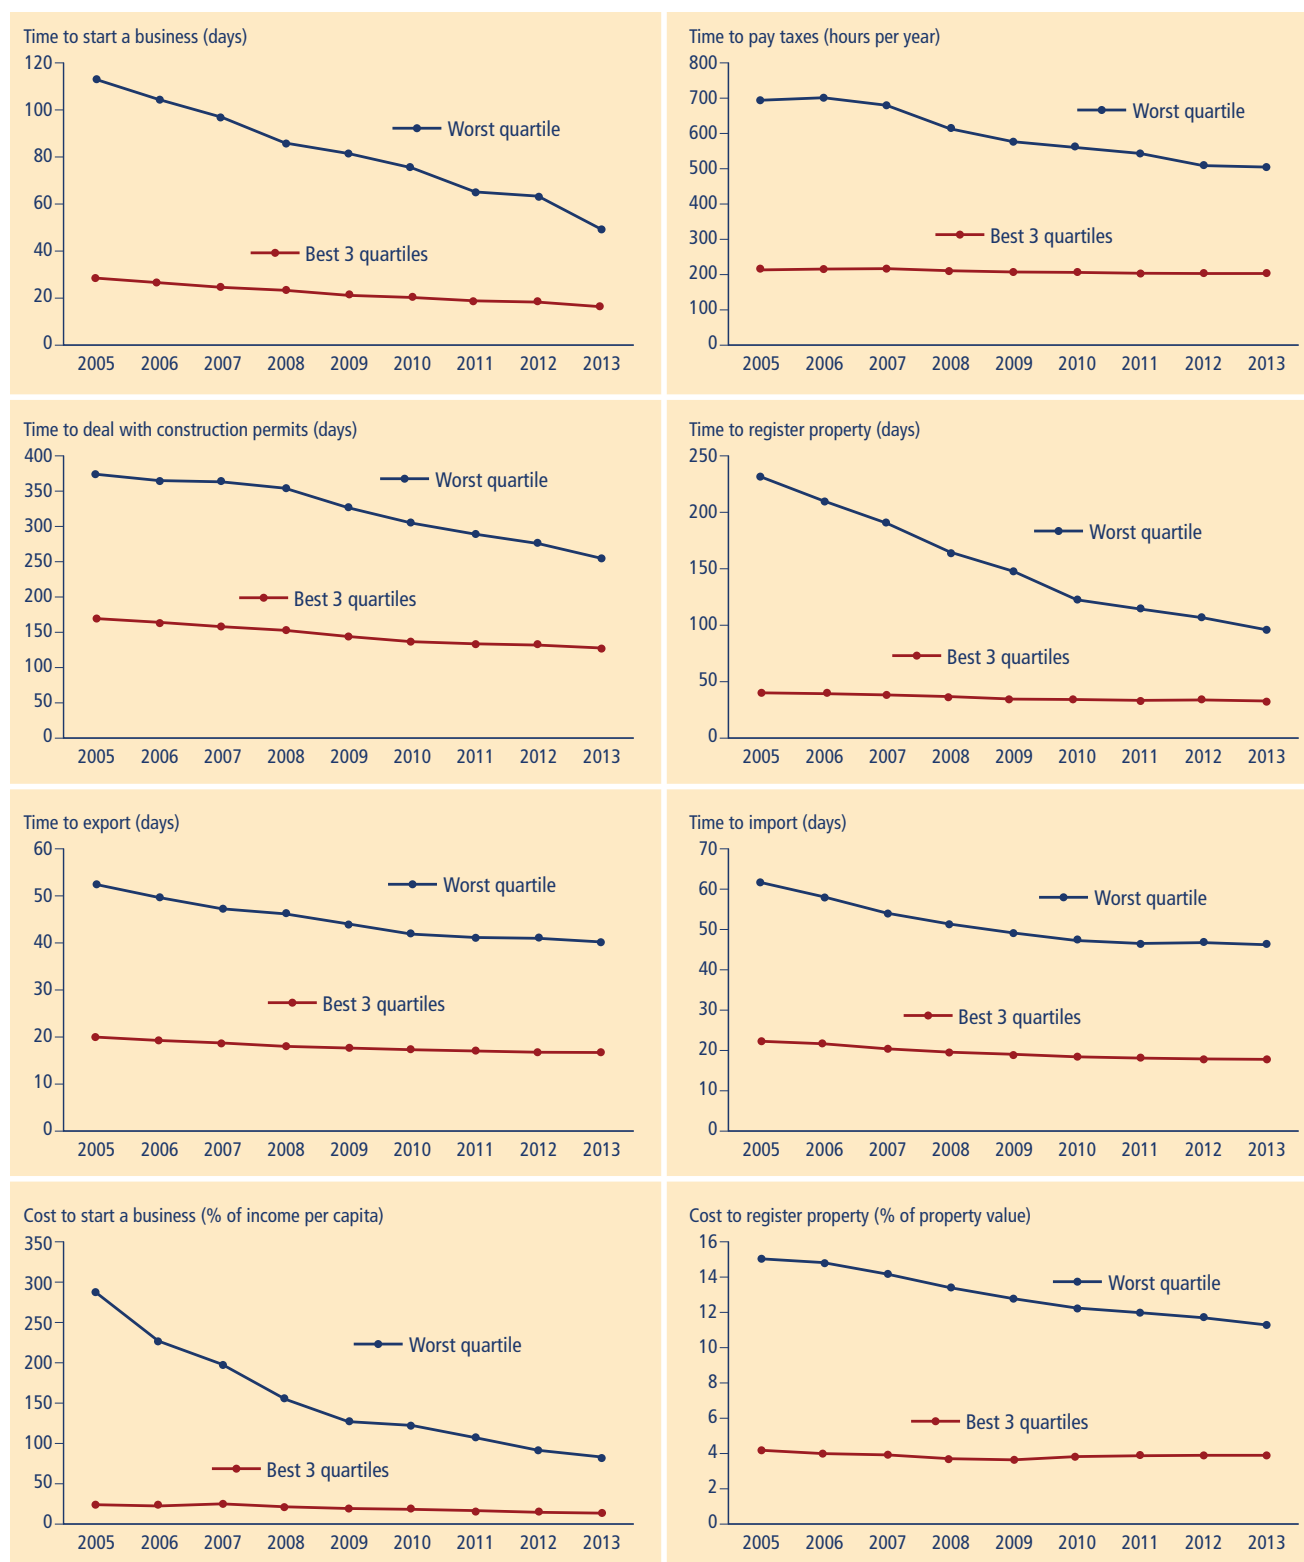 Time to start a business (days)
120
100
80
60
40
20
0
Worst quartile
Best 3 quartiles
2005 2006 2007 2008 2009 2010 2011 2012 2013
Time to pay taxes (hours per year)
800
700
600
500
400
300
200
100
0
Worst quartile
Best 3 quartiles
2005 2006 2007 2008 2009 2010 2011 2012 2013
Time to deal with construction permits (days)
400
350
300
250
200
150
100
50
0
Worst quartile
Best 3 quartiles
2005 2006 2007 2008 2009 2010 2011 2012 2013
Time to register property (days)
250
200
150
100
50
0
Worst quartile
Best 3 quartiles
2005 2006 2007 2008 2009 2010 2011 2012 2013
Time to export (days)
60
50
40
30
20
10
0
Worst quartile
Best 3 quartiles
2005 2006 2007 2008 2009 2010 2011 2012 2013
Time to import (days)
70
60
50
40
30
20
10
0
Worst quartile
Best 3 quartiles
2005 2006 2007 2008 2009 2010 2011 2012 2013
Cost to start a business (% of income per capita)
350
300
250
200
150
100
50
0
Worst quartile
Best 3 quartiles
2005 2006 2007 2008 2009 2010 2011 2012 2013
Cost to register property (% of property value)
16
14
12
10
8
6
4
2
0
Worst quartile
Best 3 quartiles
2005 2006 2007 2008 2009 2010 2011 2012 2013